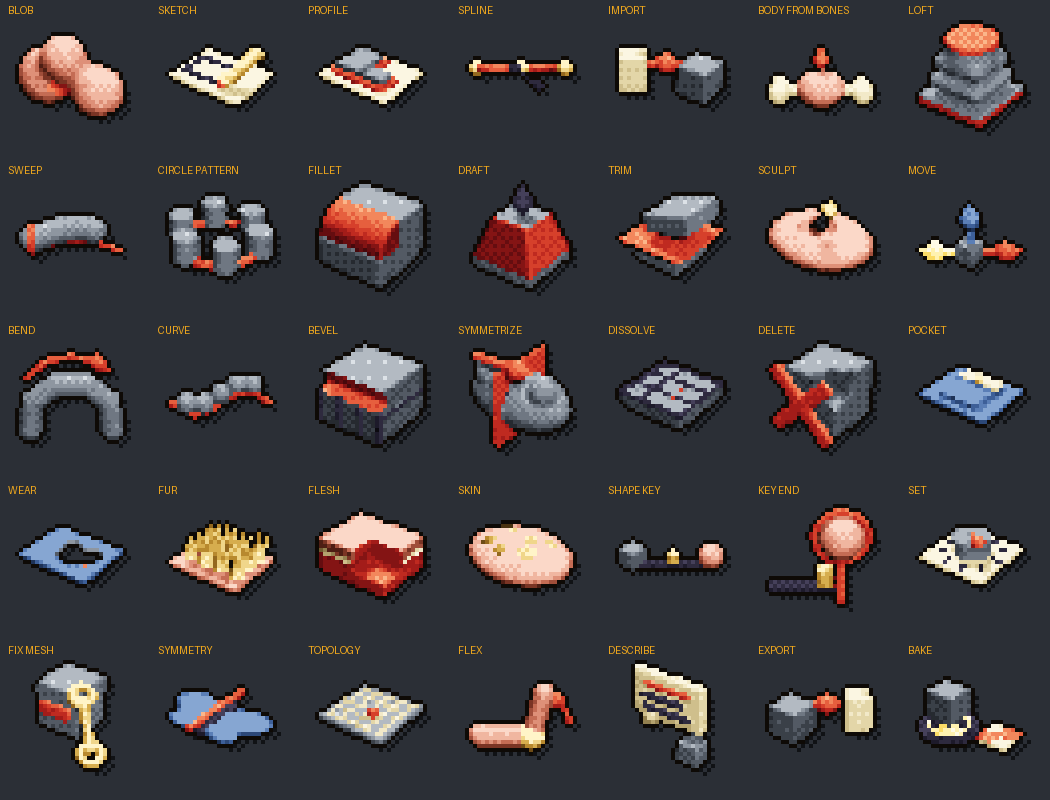 BLOB
SKETCH
PROFILE
SPLINE
IMPORT
BODY FROM BONES
LOFT
SWEEP
CIRCLE PATTERN
FILLET
DRAFT
TRIM
SCULPT
MOVE
BEND
CURVE
BEVEL
SYMMETRIZE
DISSOLVE
DELETE
POCKET
WEAR
FUR
FLESH
SKIN
SHAPE KEY
KEY END
SET
FIX MESH
SYMMETRY
TOPOLOGY
FLEX
DESCRIBE
EXPORT
BAKE